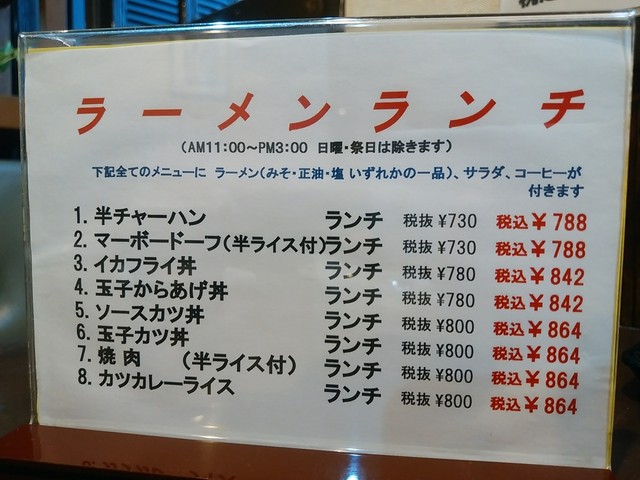 ラーメンランチ
（AM11:00～PM3:00 日曜・祭日は除きます）
下記全てのメニューに ラーメン（みそ・正油・塩 いずれかの一品）、サラダ、コーヒーが
付きます
1. 半チャーハン ランチ 税抜 ¥730 税込¥ 788
2. マーボードーフ（半ライス付）ランチ 税抜 ¥730 税込¥ 788
3. イカフライ丼 ランチ 税抜 ¥780 税込¥ 842
4. 玉子からあげ丼 ランチ 税抜 ¥780 税込¥ 842
5. ソースカツ丼 ランチ 税抜 ¥800 税込¥ 864
6. 玉子カツ丼 ランチ 税抜 ¥800 税込¥ 864
7. 焼 肉 （半ライス付） ランチ 税抜 ¥800 税込¥ 864
8. カツカレーライス ランチ 税抜 ¥800 税込¥ 864